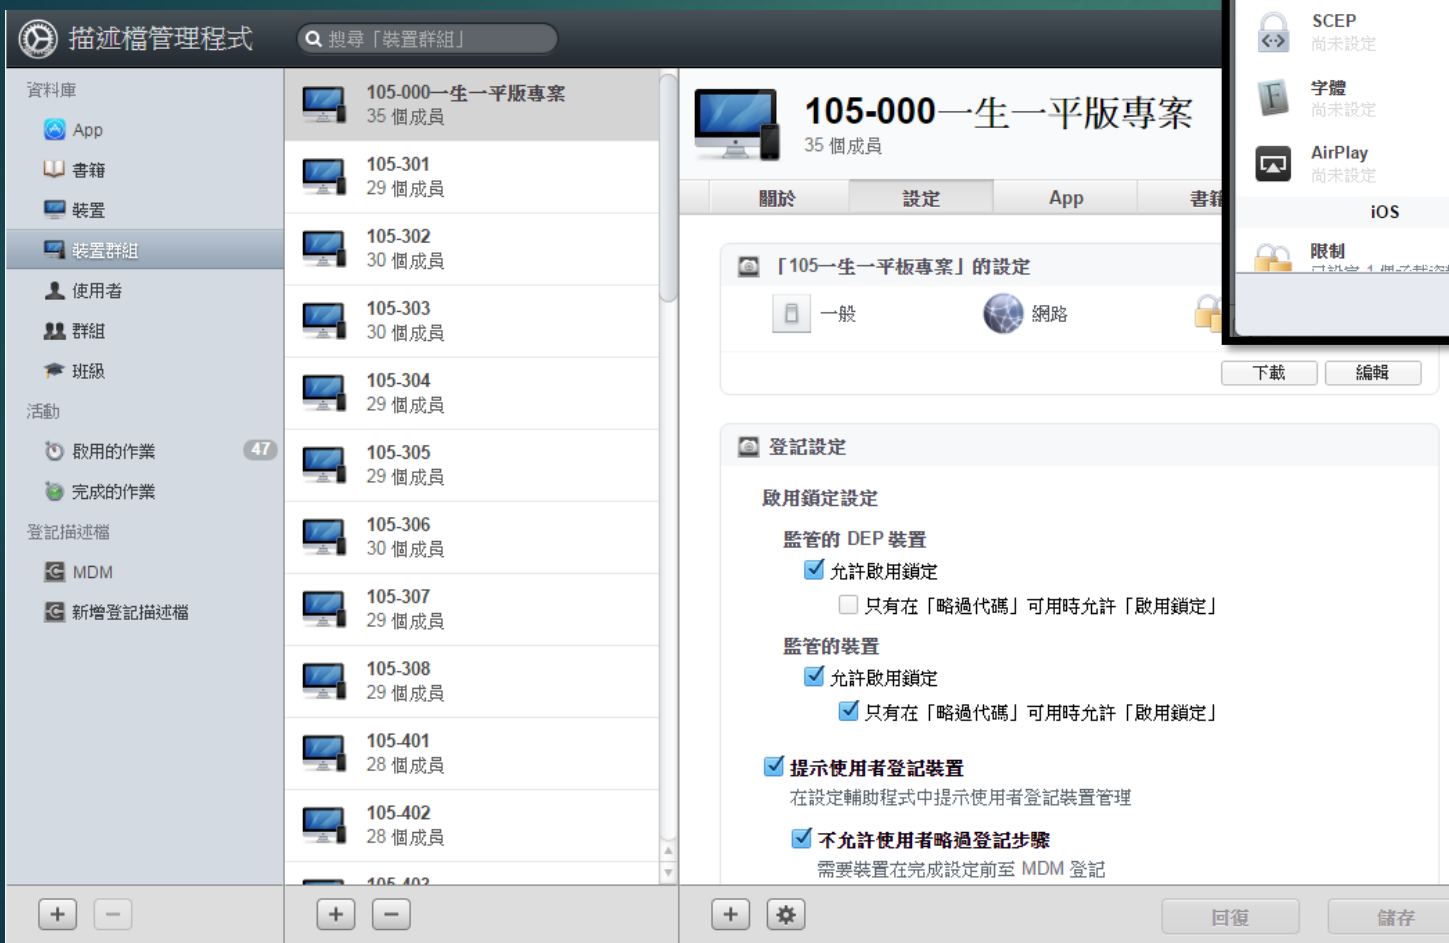 描述檔管理程式
搜尋「裝置群組」
資料庫
App
書籍
裝置
裝置群組
使用者
群組
班級
活動
啟用的作業
47
完成的作業
登記描述檔
MDM
新增登記描述檔
105-000一生一平版專案
35 個成員
105-301
29 個成員
105-302
30 個成員
105-303
30 個成員
105-304
29 個成員
105-305
29 個成員
105-306
30 個成員
105-307
29 個成員
105-308
29 個成員
105-401
28 個成員
105-402
28 個成員
105-403
105-000一生一平版專案
35 個成員
關於
設定
App
書籍
「105一生一平板專案」的設定
一般
網路
下載
編輯
登記設定
啟用鎖定設定
監管的 DEP 裝置
允許啟用鎖定
只有在「略過代碼」可用時允許「啟用鎖定」
監管的裝置
允許啟用鎖定
只有在「略過代碼」可用時允許「啟用鎖定」
提示使用者登記裝置
在設定輔助程式中提示使用者登記裝置管理
不允許使用者略過登記步驟
需要裝置在完成設定前至 MDM 登記
回復
儲存
SCEP
尚未設定
字體
尚未設定
AirPlay
尚未設定
iOS
限制